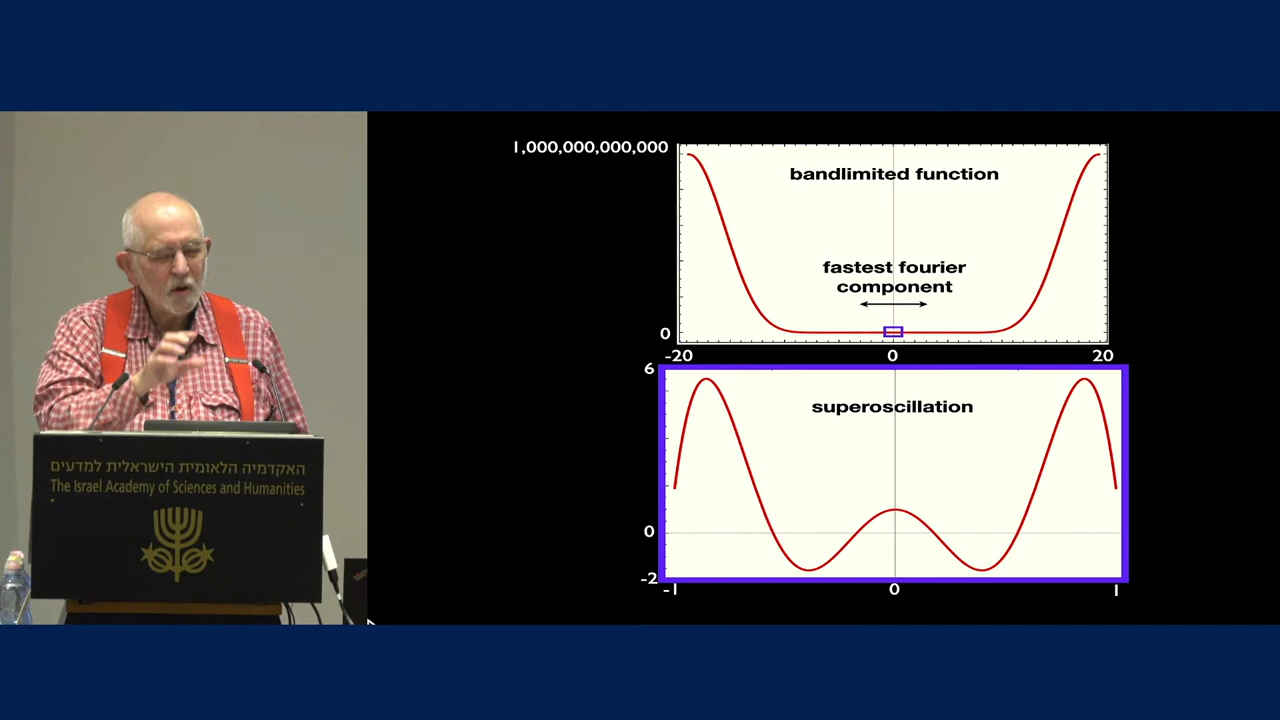 האקדמיה הלאומית הישראלית למדעים
The Israel Academy of Sciences and Humanities
1,000,000,000,000
bandlimited function
fastest fourier
component
0
-20
0
20
6
superoscillation
0
-2
-1
0
1